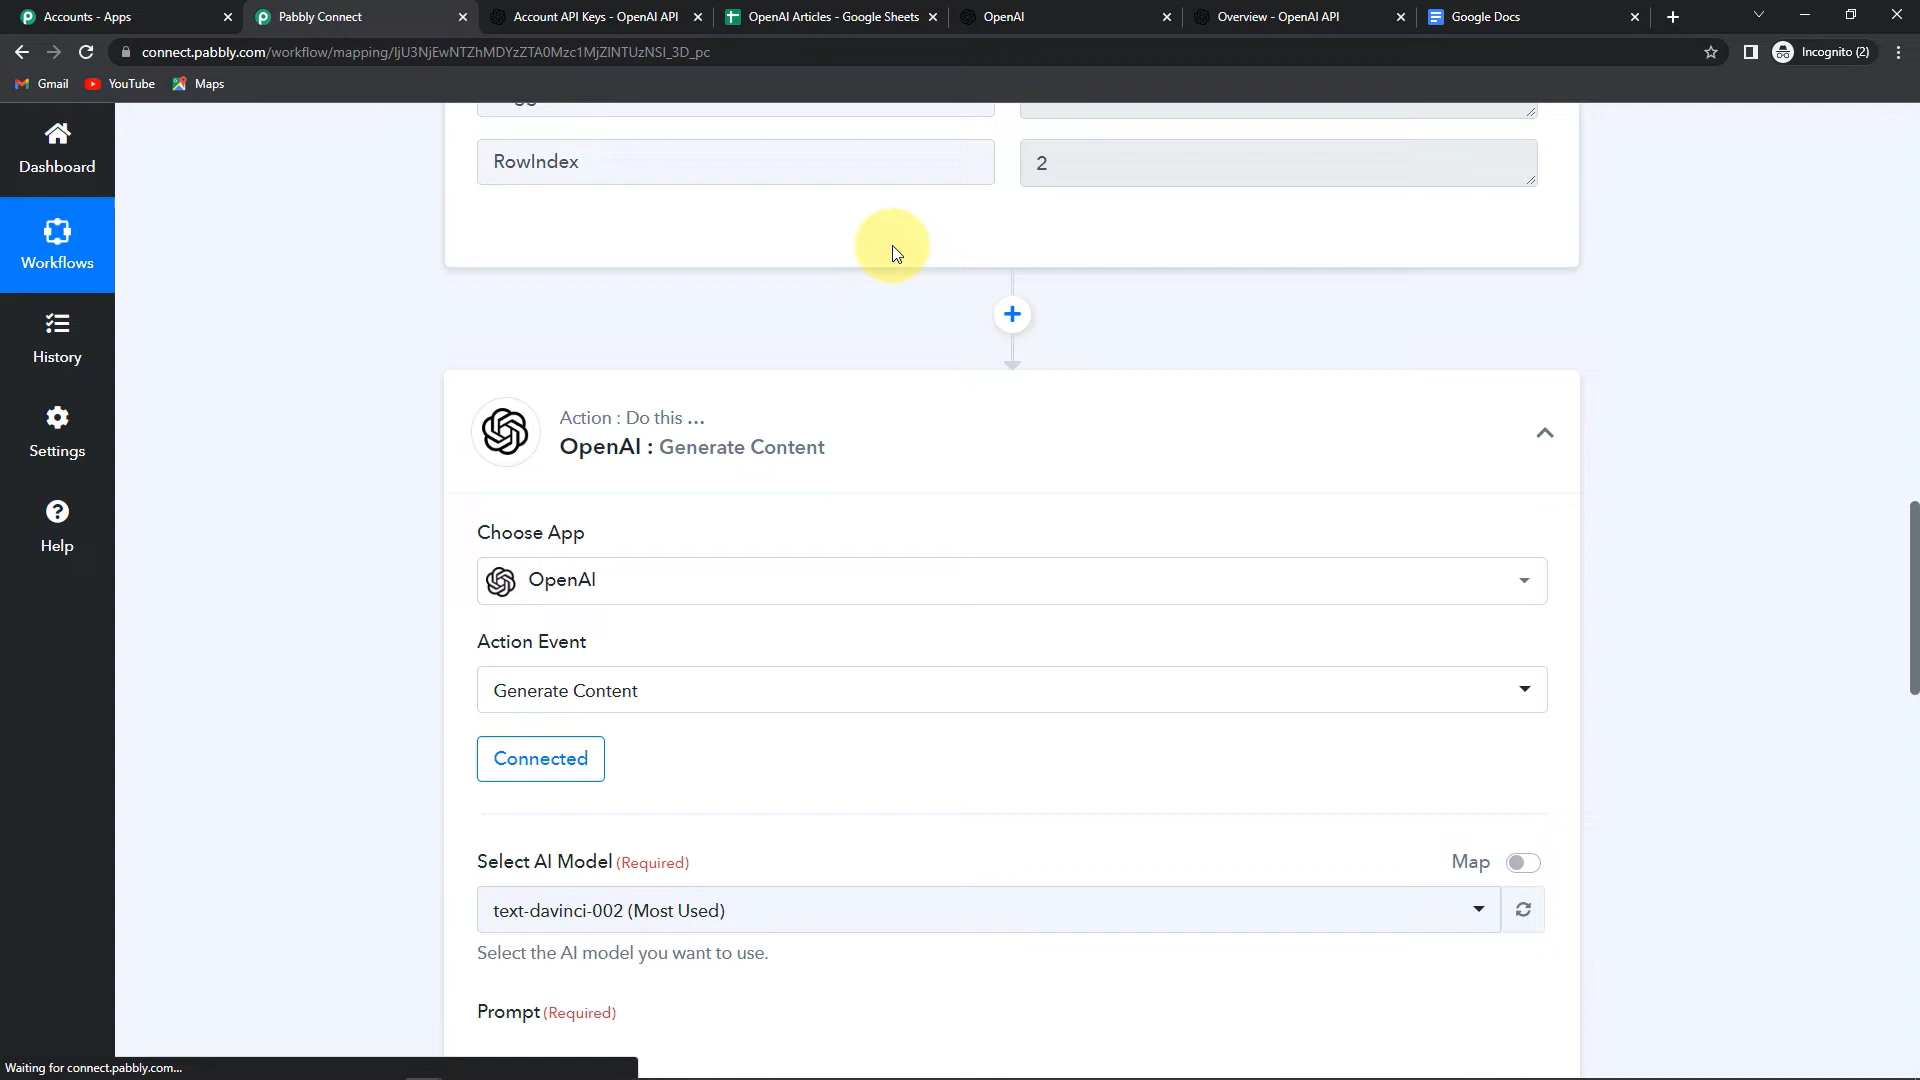 Accounts - Apps
Pabbly Connect
Account API Keys - OpenAI API
OpenAI Articles - Google Sheets
OpenAI
Overview - OpenAI API
Google Docs
connect.pabbly.com/workflow/mapping/IjU3NjEwNTZhMDYzZTA0Mzc1MjZlNTUzNSI_3D_pc
Incognito (2)
Gmail
YouTube
Maps
Dashboard
Workflows
History
Settings
Help
RowIndex
2
Action : Do this ...
OpenAI : Generate Content
Choose App
OpenAI
Action Event
Generate Content
Connected
Select AI Model (Required)
Map
text-davinci-002 (Most Used)
Select the AI model you want to use.
Prompt (Required)
Waiting for connect.pabbly.com...